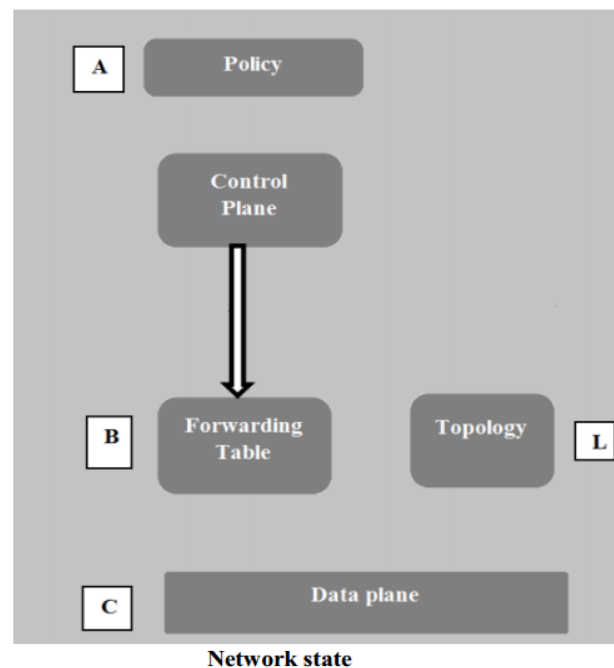 A
Policy
Control
Plane
B
Forwarding
Table
Topology
L
C
Data plane
Network state